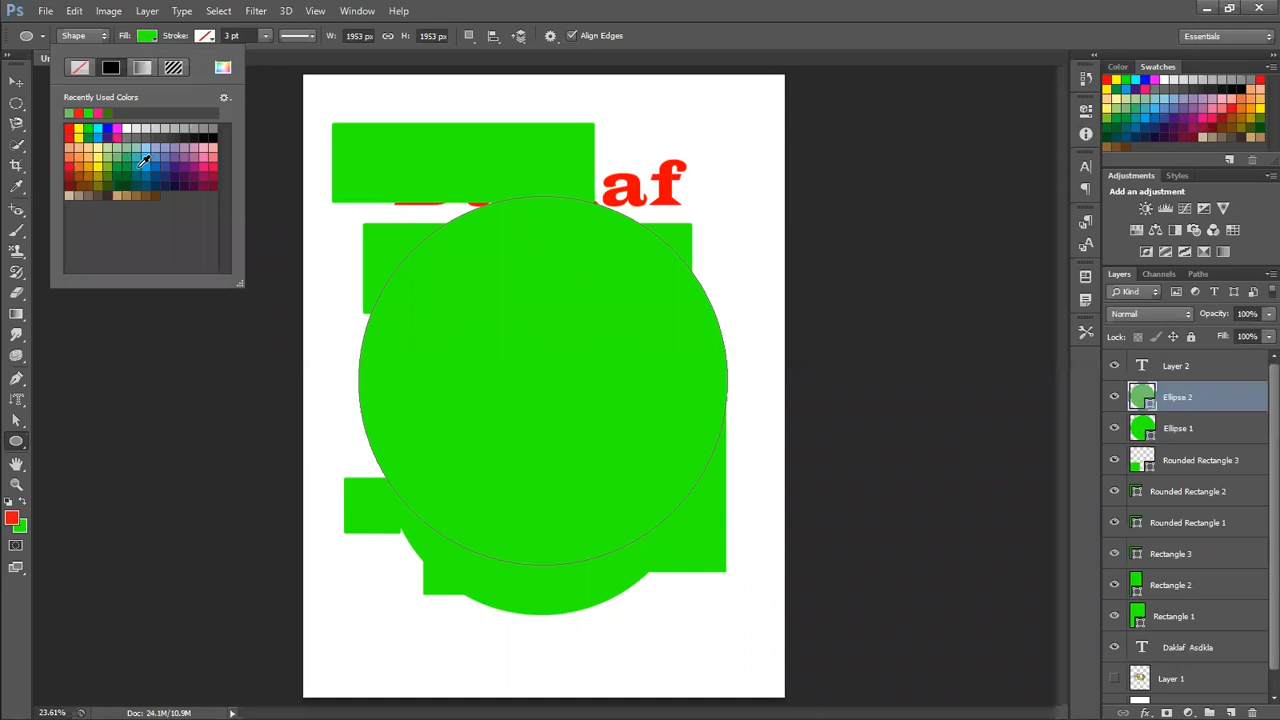 Ps File Edit Image Layer Type Select Filter 3D View Window Help
Shape Fill: Stroke: 3 pt W: 1953 px H: 1953 px Align Edges Essentials
Un
Recently Used Colors
af
Color Swatches
Adjustments Styles
Add an adjustment
Layers Channels Paths
Kind
Normal Opacity: 100%
Lock: Fill: 100%
Layer 2
Ellipse 2
Ellipse 1
Rounded Rectangle 3
Rounded Rectangle 2
Rounded Rectangle 1
Rectangle 3
Rectangle 2
Rectangle 1
Daklaf Asdkla
Layer 1
23.61% Doc: 24.1M/10.9M